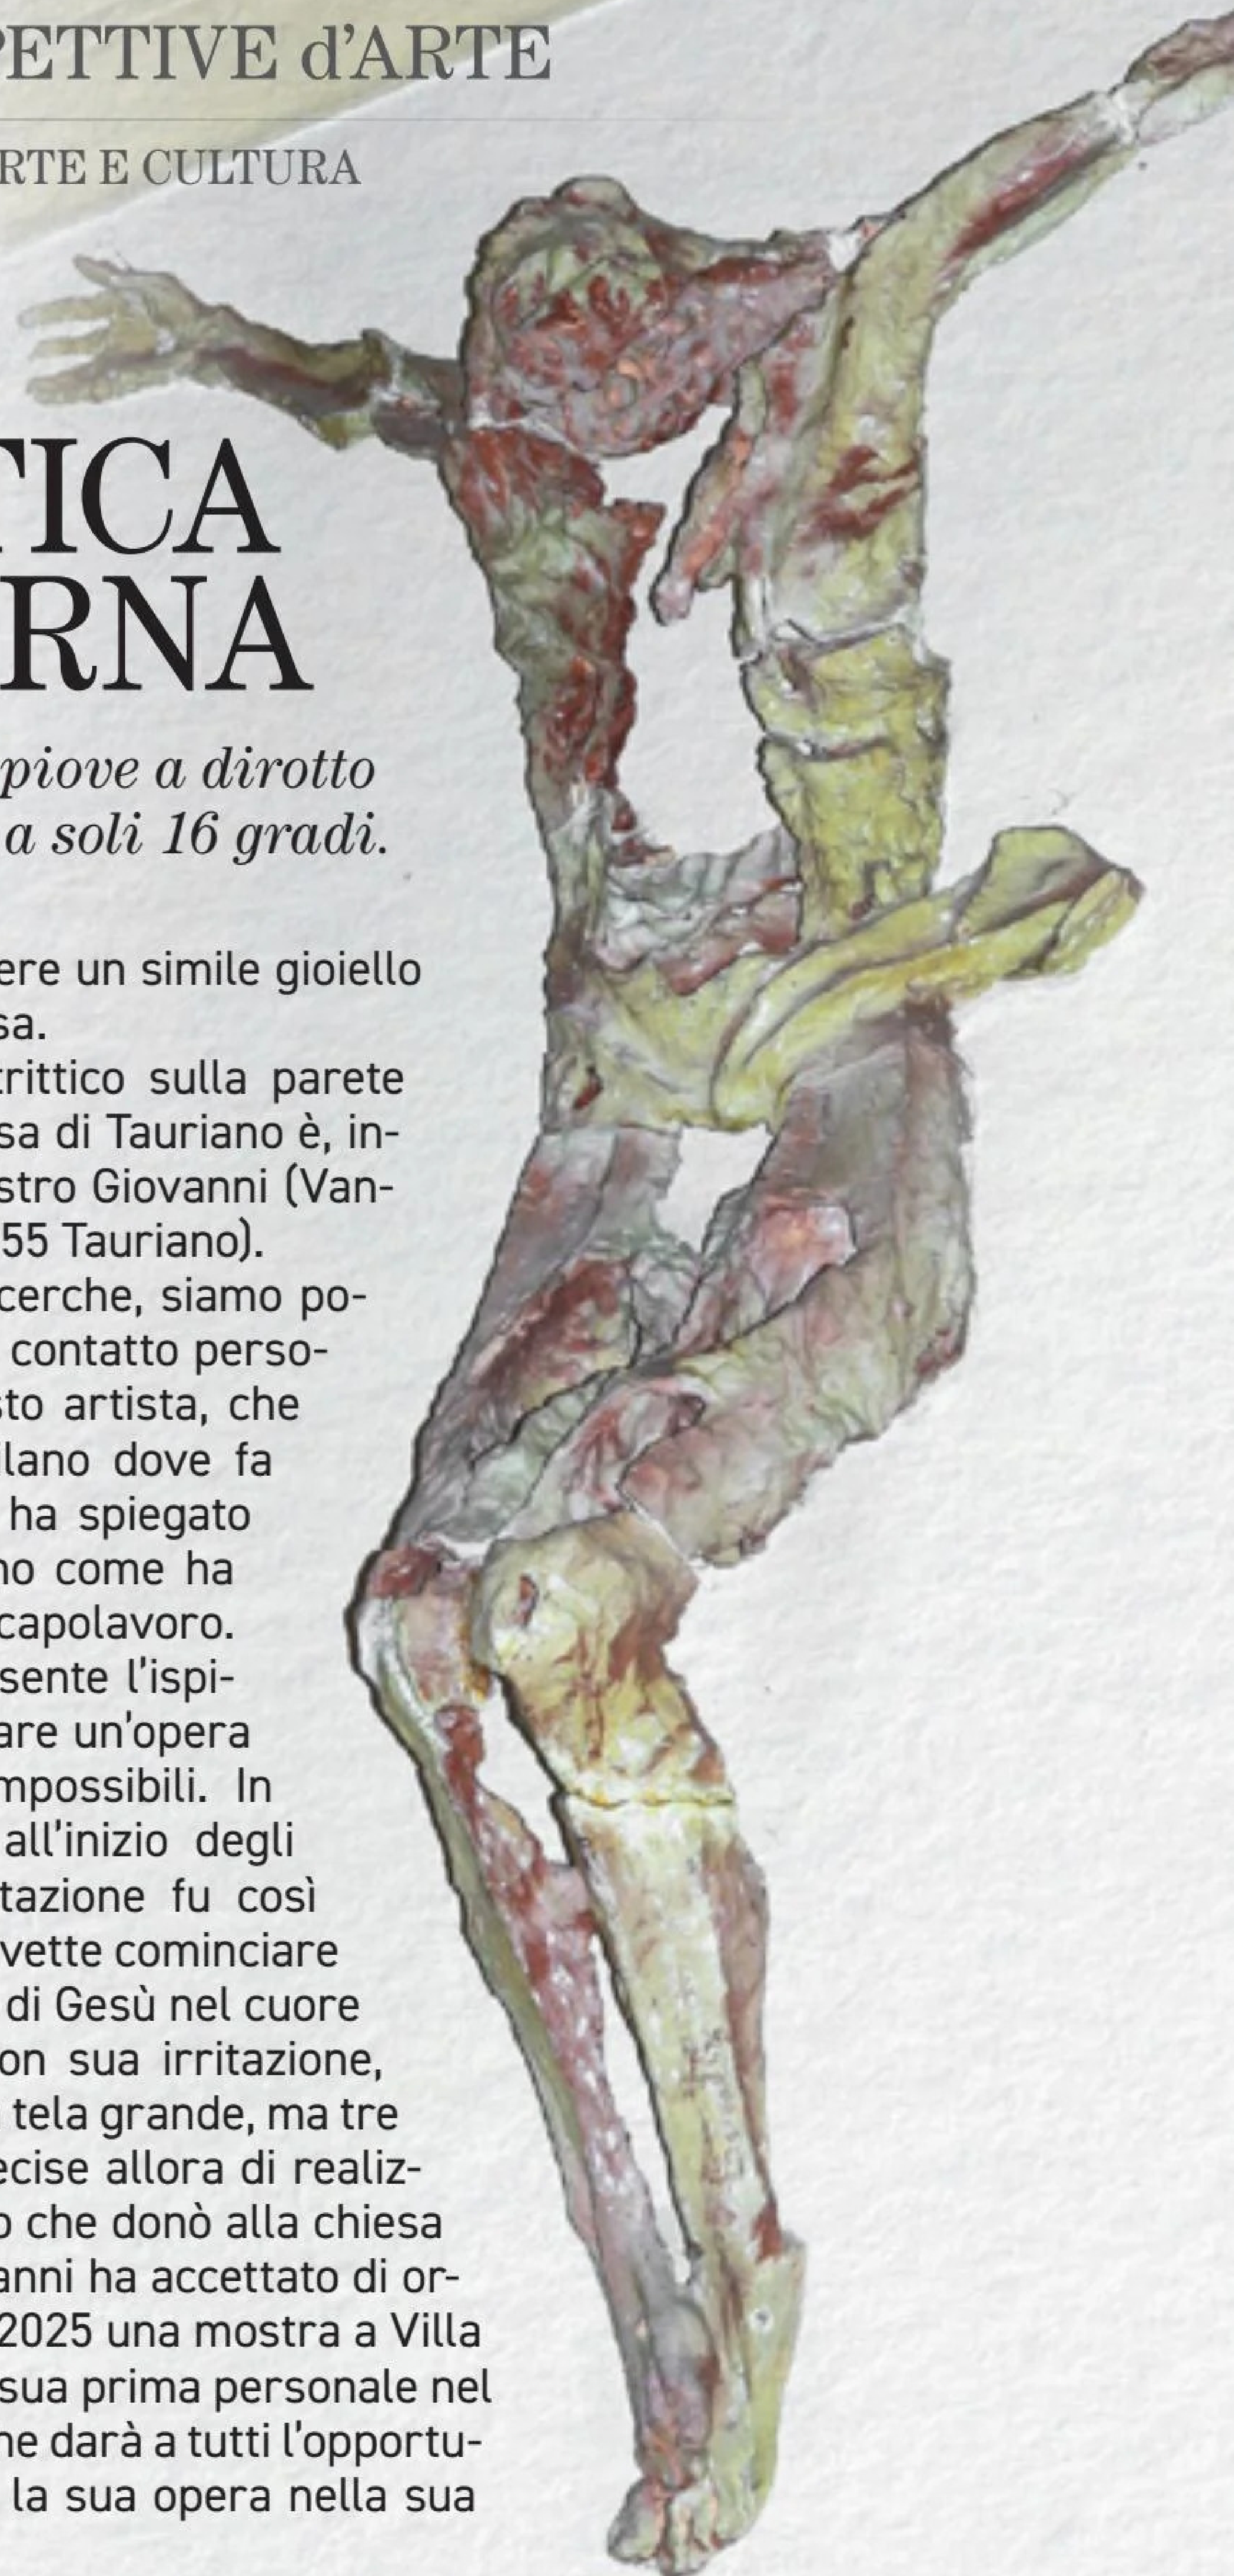 PETTIVE d'ARTE
RTE E CULTURA
TICA
RNA
piove a dirotto
a soli 16 gradi.
ere un simile gioiello
sa.
trittico sulla parete
sa di Tauriano è, in-
stro Giovanni (Van-
55 Tauriano).
cerche, siamo po-
contatto perso-
sto artista, che
lano dove fa
ha spiegato
no come ha
capolavoro.
sente l'ispi-
are un'opera
mpossibili. In
all'inizio degli
tazione fu così
vette cominciare
di Gesù nel cuore
on sua irritazione,
tela grande, ma tre
ecise allora di realiz-
o che donò alla chiesa
anni ha accettato di or-
2025 una mostra a Villa
sua prima personale nel
he darà a tutti l'opportu-
la sua opera nella sua